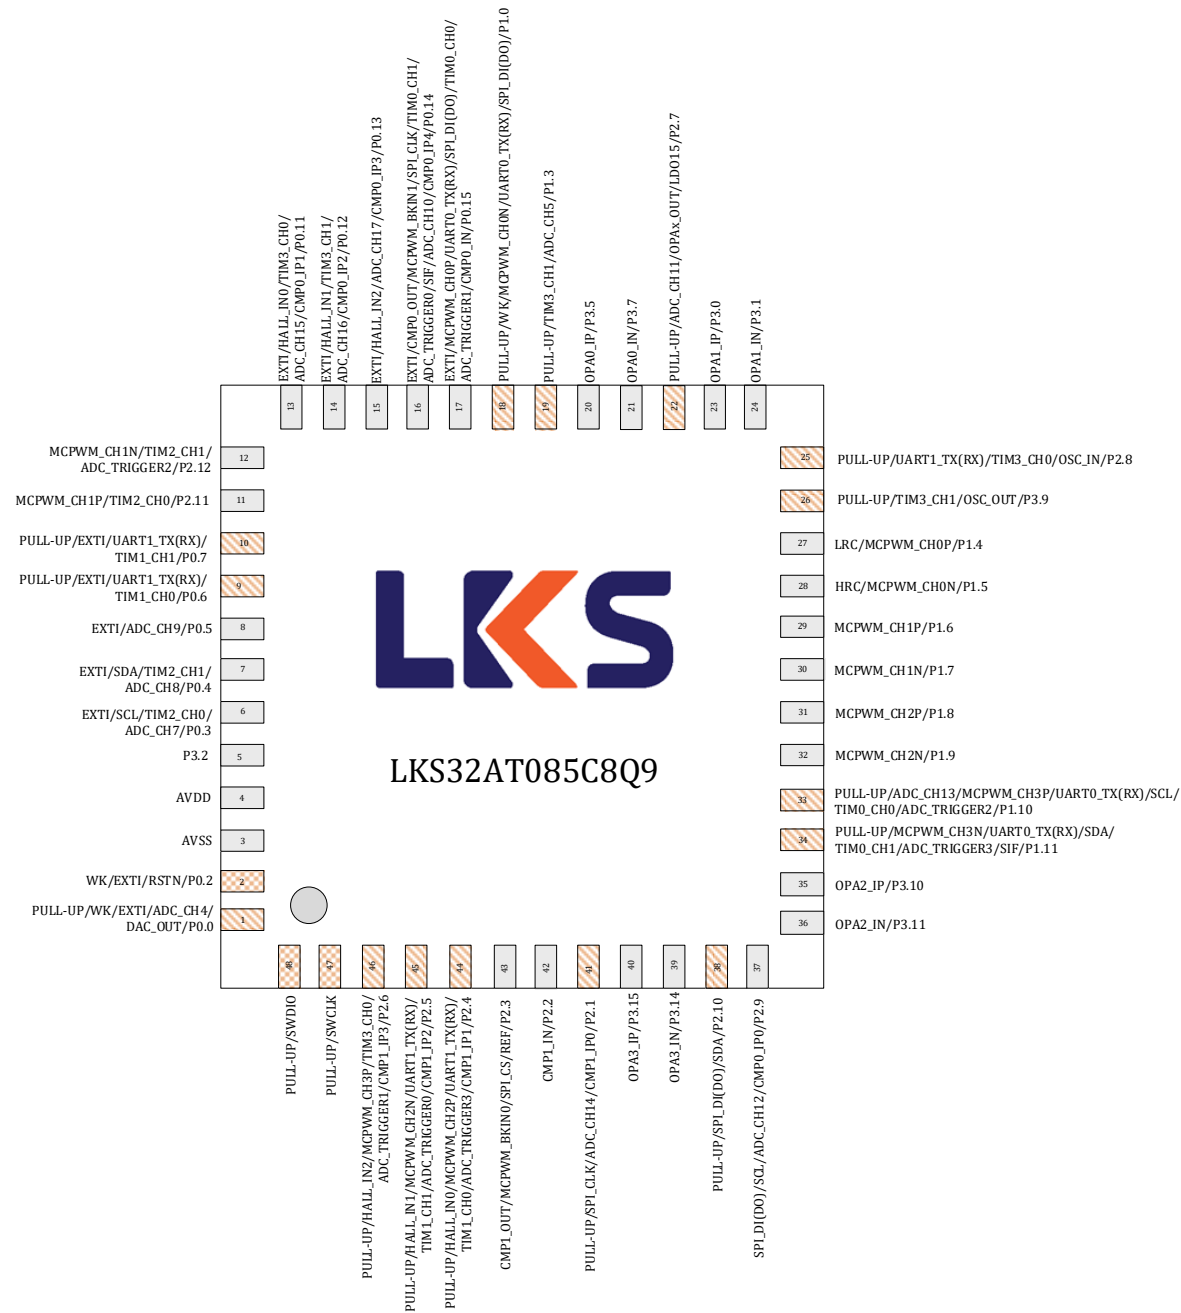 EXTI/HALL_IN0/TIM3_CH0/
ADC_CH15/CMP0_IP1/P0.11
EXTI/HALL_IN1/TIM3_CH1/
ADC_CH16/CMP0_IP2/P0.12
EXTI/HALL_IN2/ADC_CH17/CMP0_IP3/P0.13
EXTI/CMP0_OUT/MCPWM_BKIN1/SPI_CLK/TIM0_CH1/
ADC_TRIGGER0/SIF/ADC_CH10/CMP0_IP4/P0.14
EXTI/MCPWM_CH0P/UART0_TX(RX)/SPI_DI(DO)/TIM0_CH0/
ADC_TRIGGER1/CMP0_IN/P0.15
PULL-UP/WK/MCPWM_CH0N/UART0_TX(RX)/SPI_DI(DO)/P1.0
PULL-UP/TIM3_CH1/ADC_CH5/P1.3
OPA0_IP/P3.5
OPA0_IN/P3.7
PULL-UP/ADC_CH11/OPAx_OUT/LDO15/P2.7
OPA1_IP/P3.0
OPA1_IN/P3.1
13
14
15
16
17
18
19
20
21
22
23
24
MCPWM_CH1N/TIM2_CH1/
ADC_TRIGGER2/P2.12
12
MCPWM_CH1P/TIM2_CH0/P2.11
11
PULL-UP/EXTI/UART1_TX(RX)/
TIM1_CH1/P0.7
10
PULL-UP/EXTI/UART1_TX(RX)/
TIM1_CH0/P0.6
9
EXTI/ADC_CH9/P0.5
8
EXTI/SDA/TIM2_CH1/
ADC_CH8/P0.4
7
EXTI/SCL/TIM2_CH0/
ADC_CH7/P0.3
6
P3.2
5
AVDD
4
AVSS
3
WK/EXTI/RSTN/P0.2
2
PULL-UP/WK/EXTI/ADC_CH4/
DAC_OUT/P0.0
1
LKS
LKS32AT085C8Q9
25
PULL-UP/UART1_TX(RX)/TIM3_CH0/OSC_IN/P2.8
26
PULL-UP/TIM3_CH1/OSC_OUT/P3.9
27
LRC/MCPWM_CH0P/P1.4
28
HRC/MCPWM_CH0N/P1.5
29
MCPWM_CH1P/P1.6
30
MCPWM_CH1N/P1.7
31
MCPWM_CH2P/P1.8
32
MCPWM_CH2N/P1.9
33
PULL-UP/ADC_CH13/MCPWM_CH3P/UART0_TX(RX)/SCL/
TIM0_CH0/ADC_TRIGGER2/P1.10
34
PULL-UP/MCPWM_CH3N/UART0_TX(RX)/SDA/
TIM0_CH1/ADC_TRIGGER3/SIF/P1.11
35
OPA2_IP/P3.10
36
OPA2_IN/P3.11
48
47
46
45
44
43
42
41
40
39
38
37
PULL-UP/SWDIO
PULL-UP/SWCLK
PULL-UP/HALL_IN2/MCPWM_CH3P/TIM3_CH0/
ADC_TRIGGER1/CMP1_IP3/P2.6
PULL-UP/HALL_IN1/MCPWM_CH2N/UART1_TX(RX)/
TIM1_CH1/ADC_TRIGGER0/CMP1_IP2/P2.5
PULL-UP/HALL_IN0/MCPWM_CH2P/UART1_TX(RX)/
TIM1_CH0/ADC_TRIGGER3/CMP1_IP1/P2.4
CMP1_OUT/MCPWM_BKIN0/SPI_CS/REF/P2.3
CMP1_IN/P2.2
PULL-UP/SPI_CLK/ADC_CH14/CMP1_IP0/P2.1
OPA3_IP/P3.15
OPA3_IN/P3.14
PULL-UP/SPI_DI(DO)/SDA/P2.10
SPI_DI(DO)/SCL/ADC_CH12/CMP0_IP0/P2.9